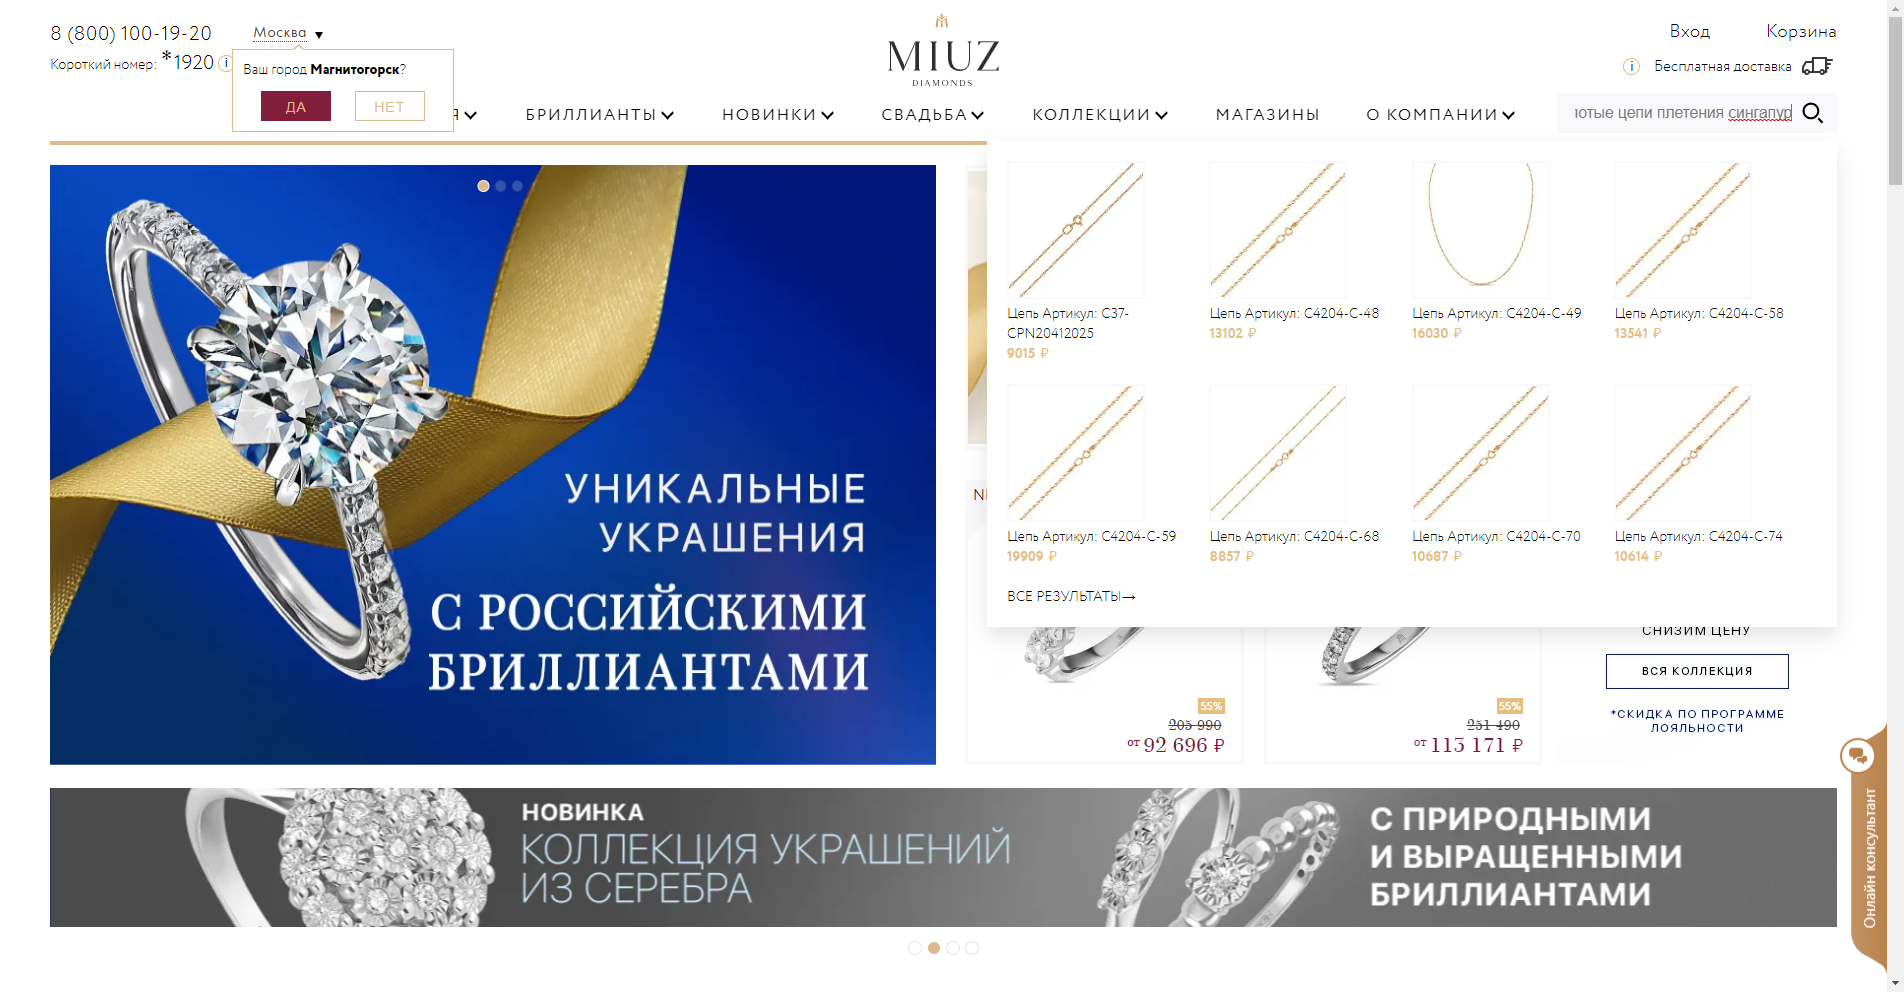 8 (800) 100-19-20
Москва ▼
Короткий номер: *1920 i
Ваш город Магнитогорск?
ДА
НЕТ
MIUZ
DIAMONDS
Вход
Корзина
i Бесплатная доставка
Я
БРИЛЛИАНТЫ
НОВИНКИ
СВАДЬБА
КОЛЛЕКЦИИ
МАГАЗИНЫ
О КОМПАНИИ
лотые цепи плетения сингапур
УНИКАЛЬНЫЕ
УКРАШЕНИЯ
С РОССИЙСКИМИ
БРИЛЛИАНТАМИ
Цепь Артикул: C37-
CPN20412025
9015 ₽
Цепь Артикул: C4204-C-48
13102 ₽
Цепь Артикул: C4204-C-49
16030 ₽
Цепь Артикул: C4204-C-58
13541 ₽
Цепь Артикул: C4204-C-59
19909 ₽
Цепь Артикул: C4204-C-68
8857 ₽
Цепь Артикул: C4204-C-70
10687 ₽
Цепь Артикул: C4204-C-74
10614 ₽
ВСЕ РЕЗУЛЬТАТЫ→
55%
205 990
от 92 696 ₽
55%
251 490
от 113 171 ₽
СНИЗИМ ЦЕНУ
ВСЯ КОЛЛЕКЦИЯ
*СКИДКА ПО ПРОГРАММЕ
ЛОЯЛЬНОСТИ
НОВИНКА
КОЛЛЕКЦИЯ УКРАШЕНИЙ
ИЗ СЕРЕБРА
С ПРИРОДНЫМИ
И ВЫРАЩЕННЫМИ
БРИЛЛИАНТАМИ
Онлайн консультант